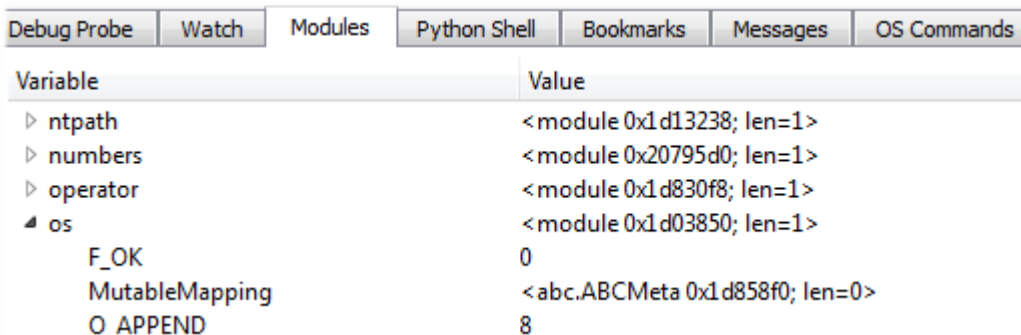 Debug Probe Watch Modules Python Shell Bookmarks Messages OS Commands
Variable Value
ntpath <module 0x1d13238; len=1>
numbers <module 0x20795d0; len=1>
operator <module 0x1d830f8; len=1>
os <module 0x1d03850; len=1>
F_OK 0
MutableMapping <abc.ABCMeta 0x1d858f0; len=0>
O_APPEND 8